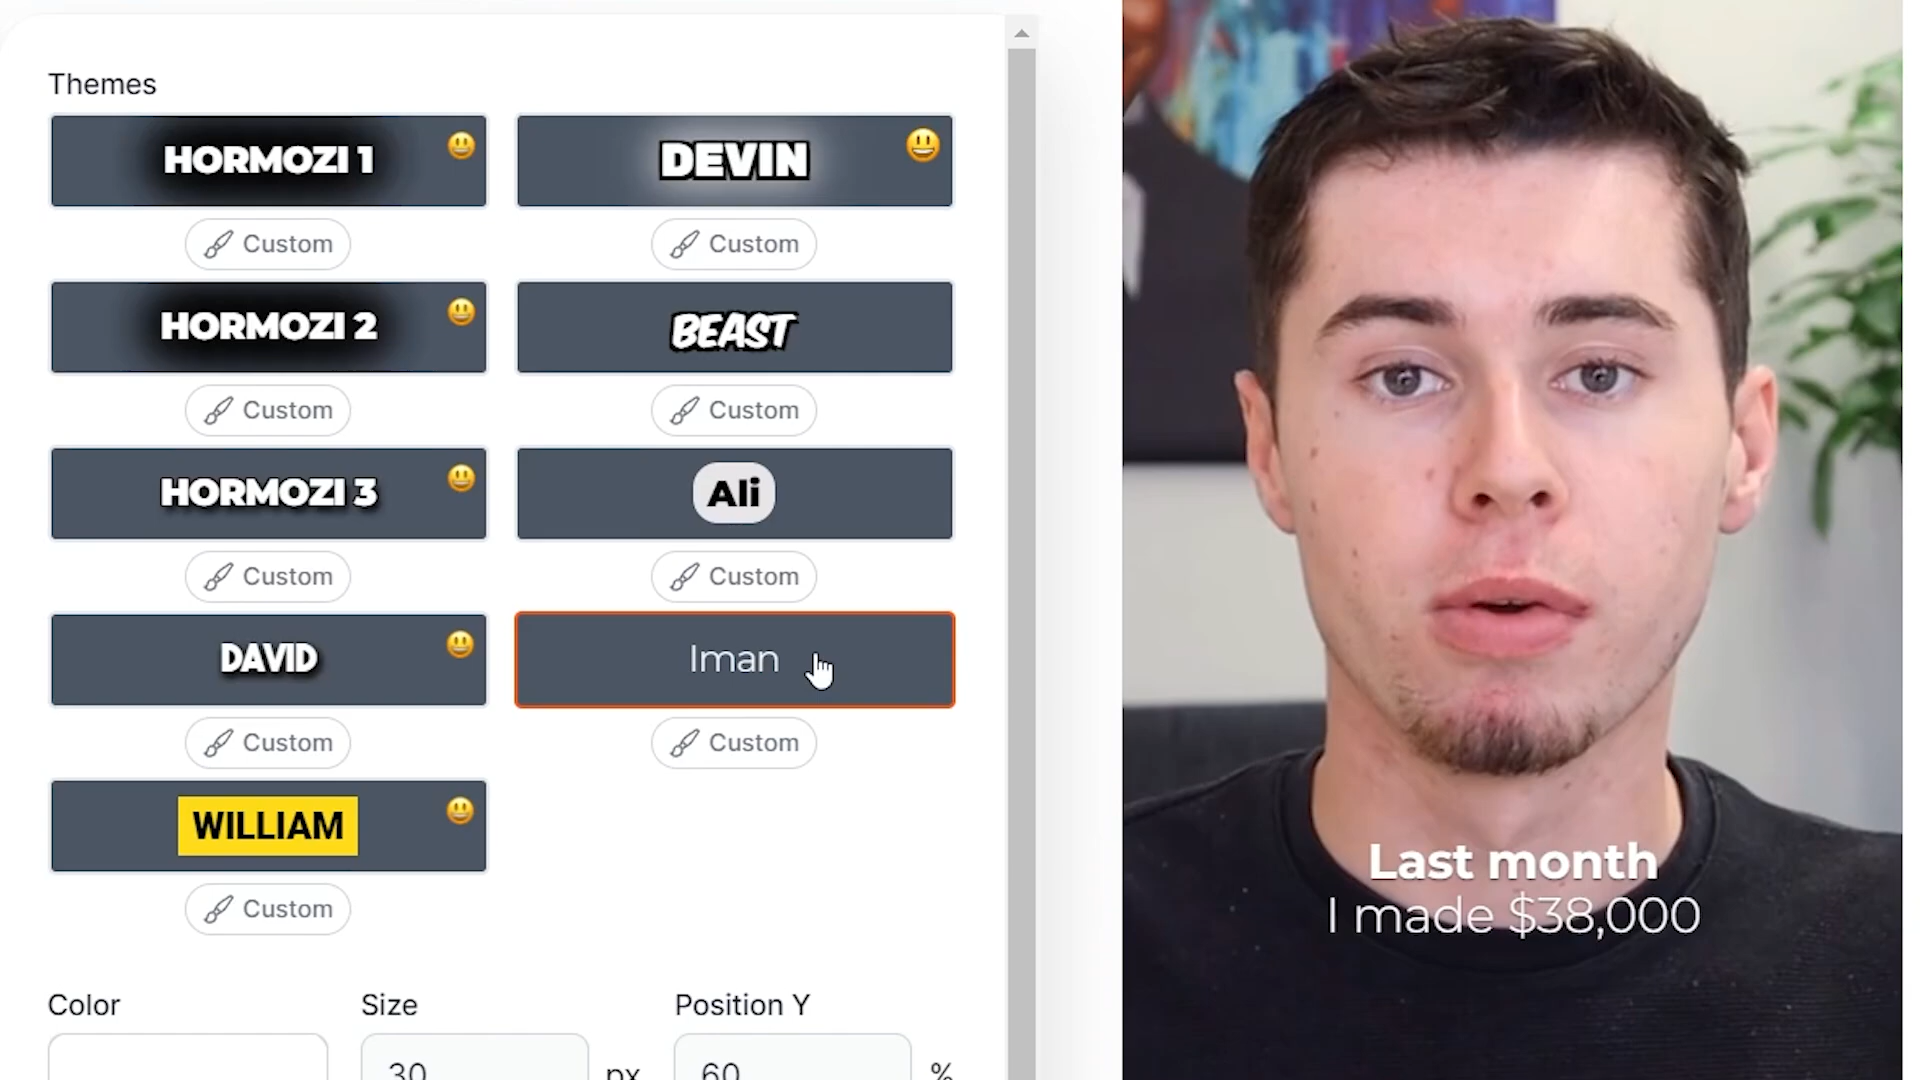 Themes
HORMOZI 1
DEVIN
Custom
Custom
HORMOZI 2
BEAST
Custom
Custom
HORMOZI 3
Ali
Custom
Custom
DAVID
Iman
Custom
Custom
WILLIAM
Custom
Color
Size
Position Y
30
px
60
%
Last month
I made $38,000